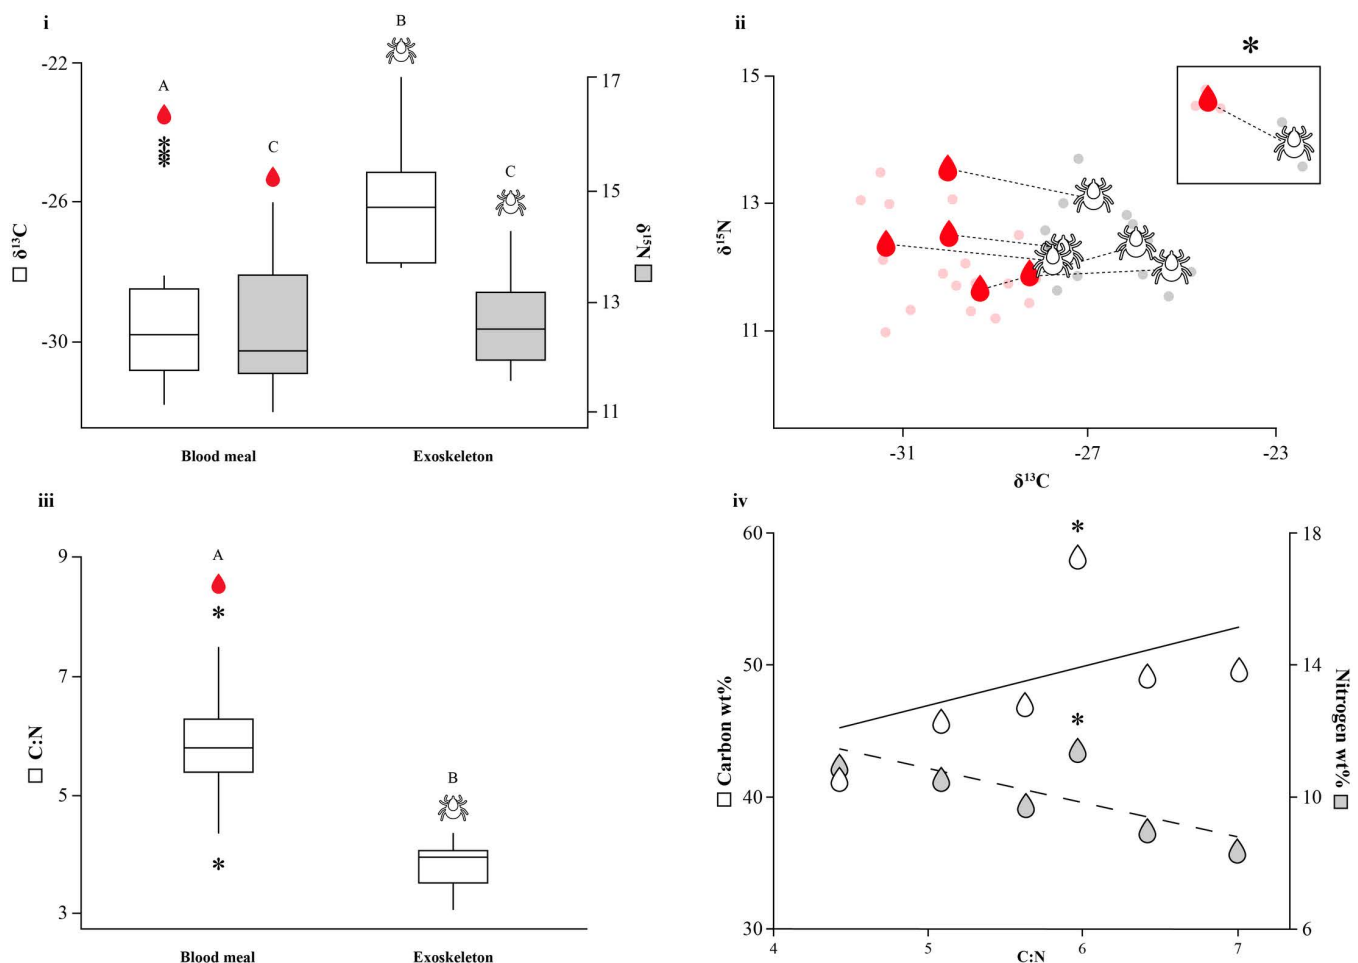 i
A
B
C
C
-22
-26
-30
δ¹³C
17
15
13
11
δ¹⁵N
Blood meal
Exoskeleton
ii
*
15
13
11
δ¹⁵N
-31
-27
-23
δ¹³C
iii
A
B
9
7
5
3
C:N
Blood meal
Exoskeleton
iv
*
*
60
50
40
30
Carbon wt%
18
14
10
6
Nitrogen wt%
4
5
6
7
C:N